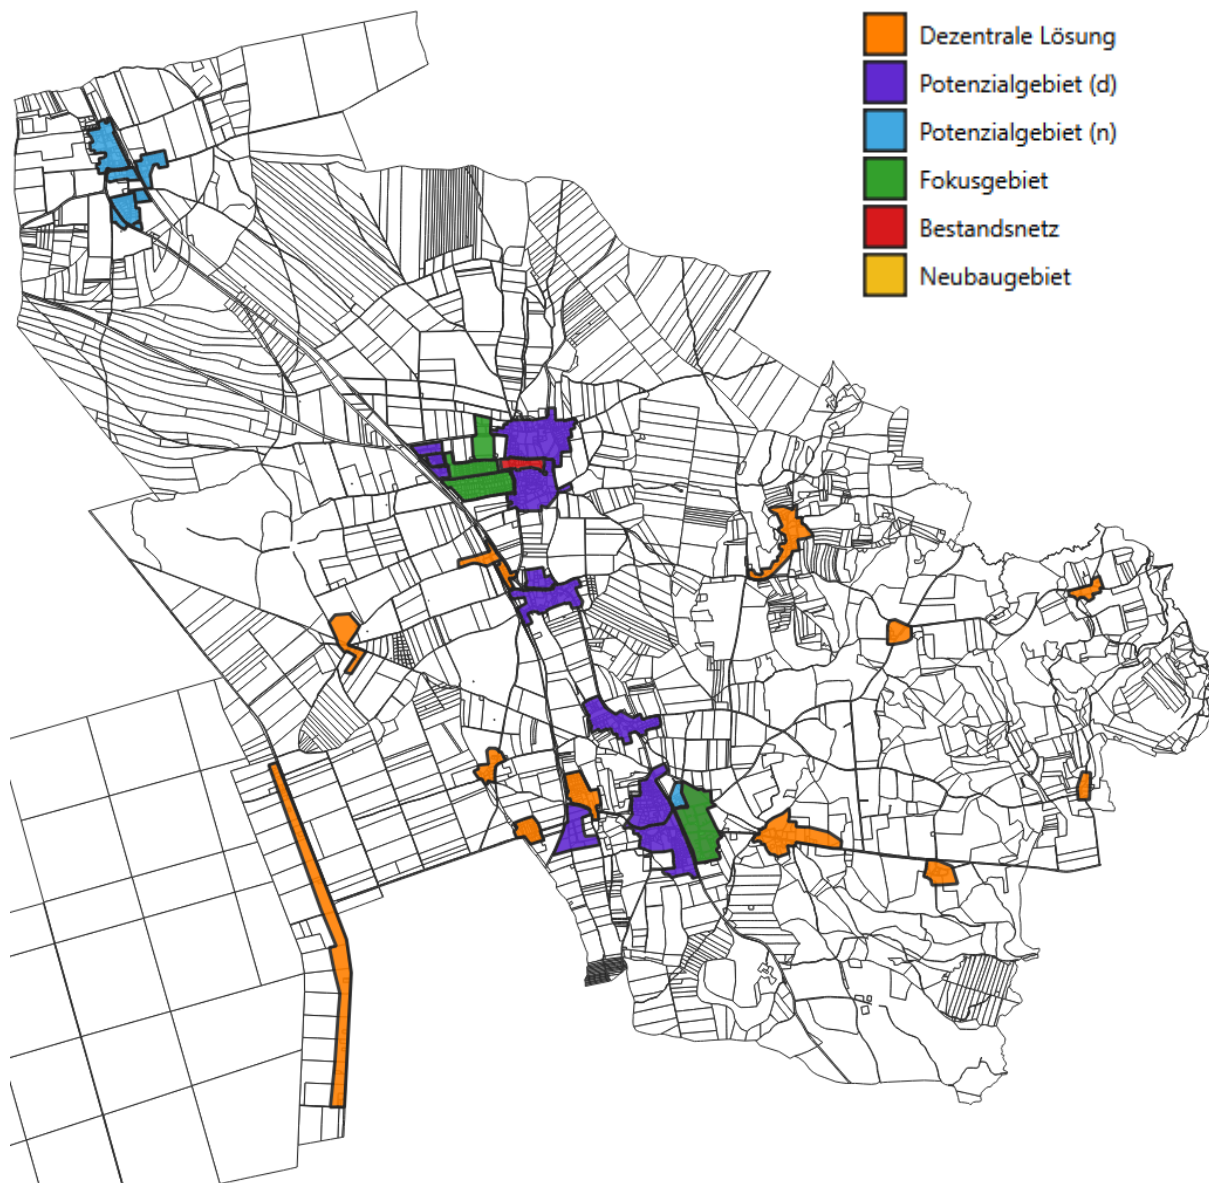 Dezentrale Lösung
Potenzialgebiet (d)
Potenzialgebiet (n)
Fokusgebiet
Bestandsnetz
Neubaugebiet